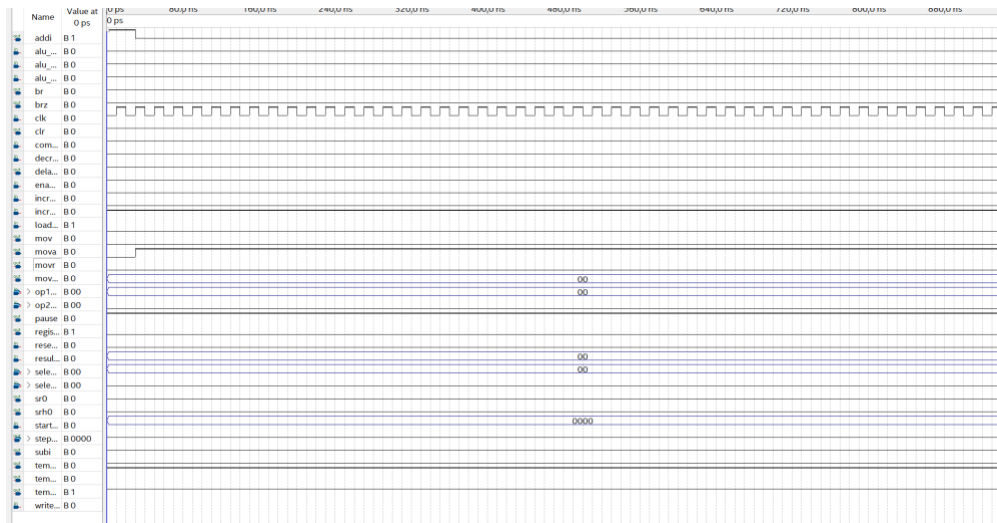 Name Value at 0 ps
0 ps 80,0 ns 160,0 ns 240,0 ns 320,0 ns 400,0 ns 480,0 ns 560,0 ns 640,0 ns 720,0 ns 800,0 ns 880,0 ns
0 ps
addi B 1
alu_... B 0
alu_... B 0
alu_... B 0
br B 0
brz B 0
clk B 0
clr B 0
com... B 0
decr... B 0
dela... B 0
ena... B 0
incr... B 0
incr... B 0
load... B 1
mov B 0
mova B 0
movr B 0
mov... B 0 00
> op1... B 00 00
> op2... B 00
pause B 0
regis... B 1
rese... B 0
resul... B 0 00
> sele... B 00 00
> sele... B 00
sr0 B 0
srh0 B 0
start... B 0 0000
> step... B 0000
subi B 0
tem... B 0
tem... B 0
tem... B 1
write... B 0